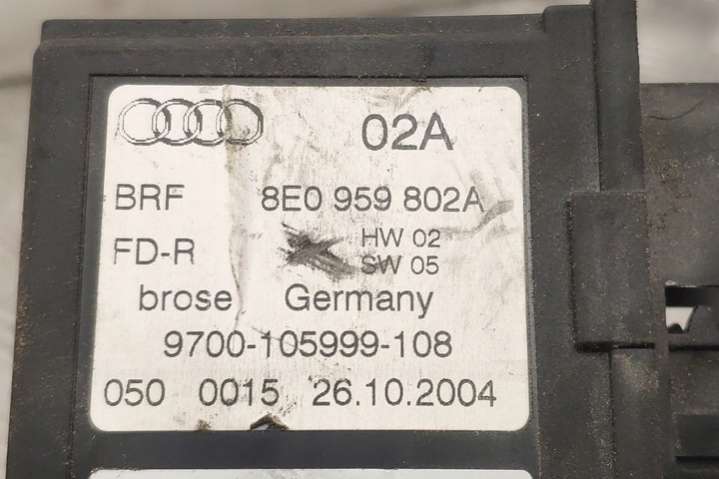 02A
BRF 8E0 959 802A
FD-R HW 02
SW 05
brose Germany
9700-105999-108
050 0015 26.10.2004